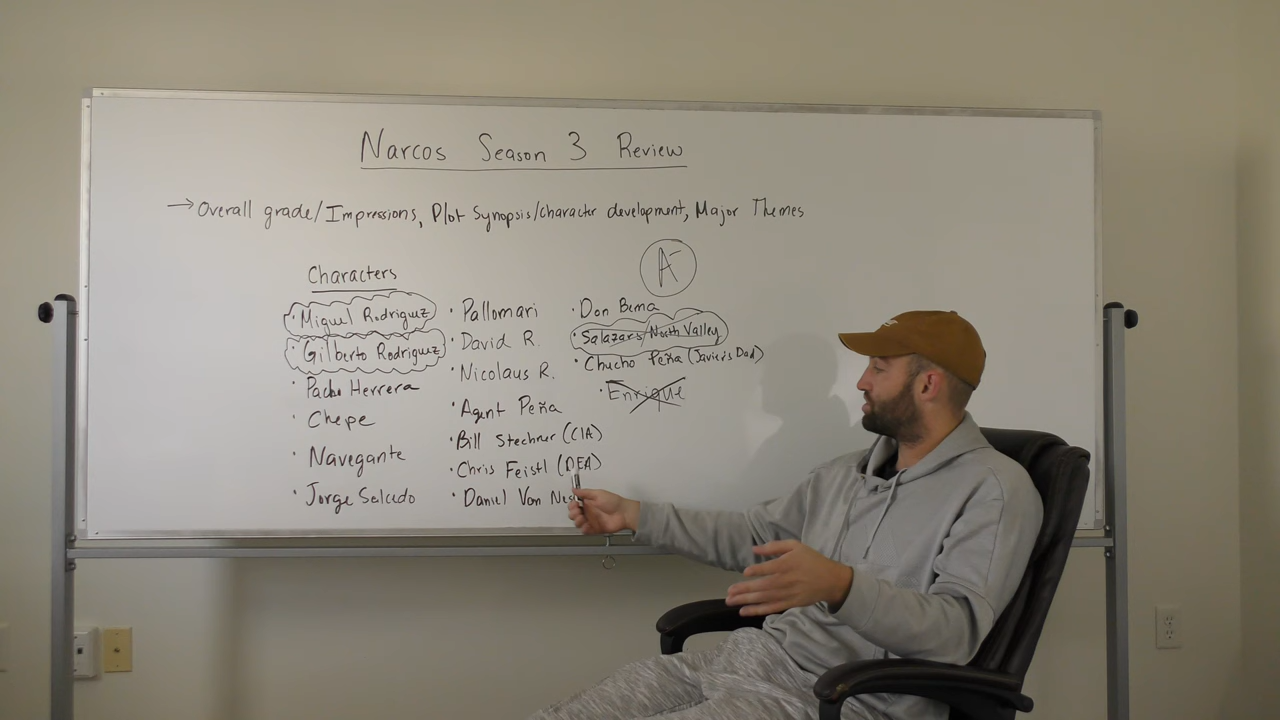 Narcos Season 3 Review
→ Overall grade/Impressions, Plot Synopsis/character development, Major Themes
A-
Characters
· Miguel Rodriguez
· Gilberto Rodriguez
· Pacho Herrera
· Chepe
· Navegante
· Jorge Salcedo
· Pallomari
· David R.
· Nicolaus R.
· Agent Peña
· Bill Stechner (CIA)
· Chris Feistl (DEA)
· Daniel Van
· Don Berna
· Salazars/North Valley
· Chucho Peña (Javier's Dad)
· Enrique